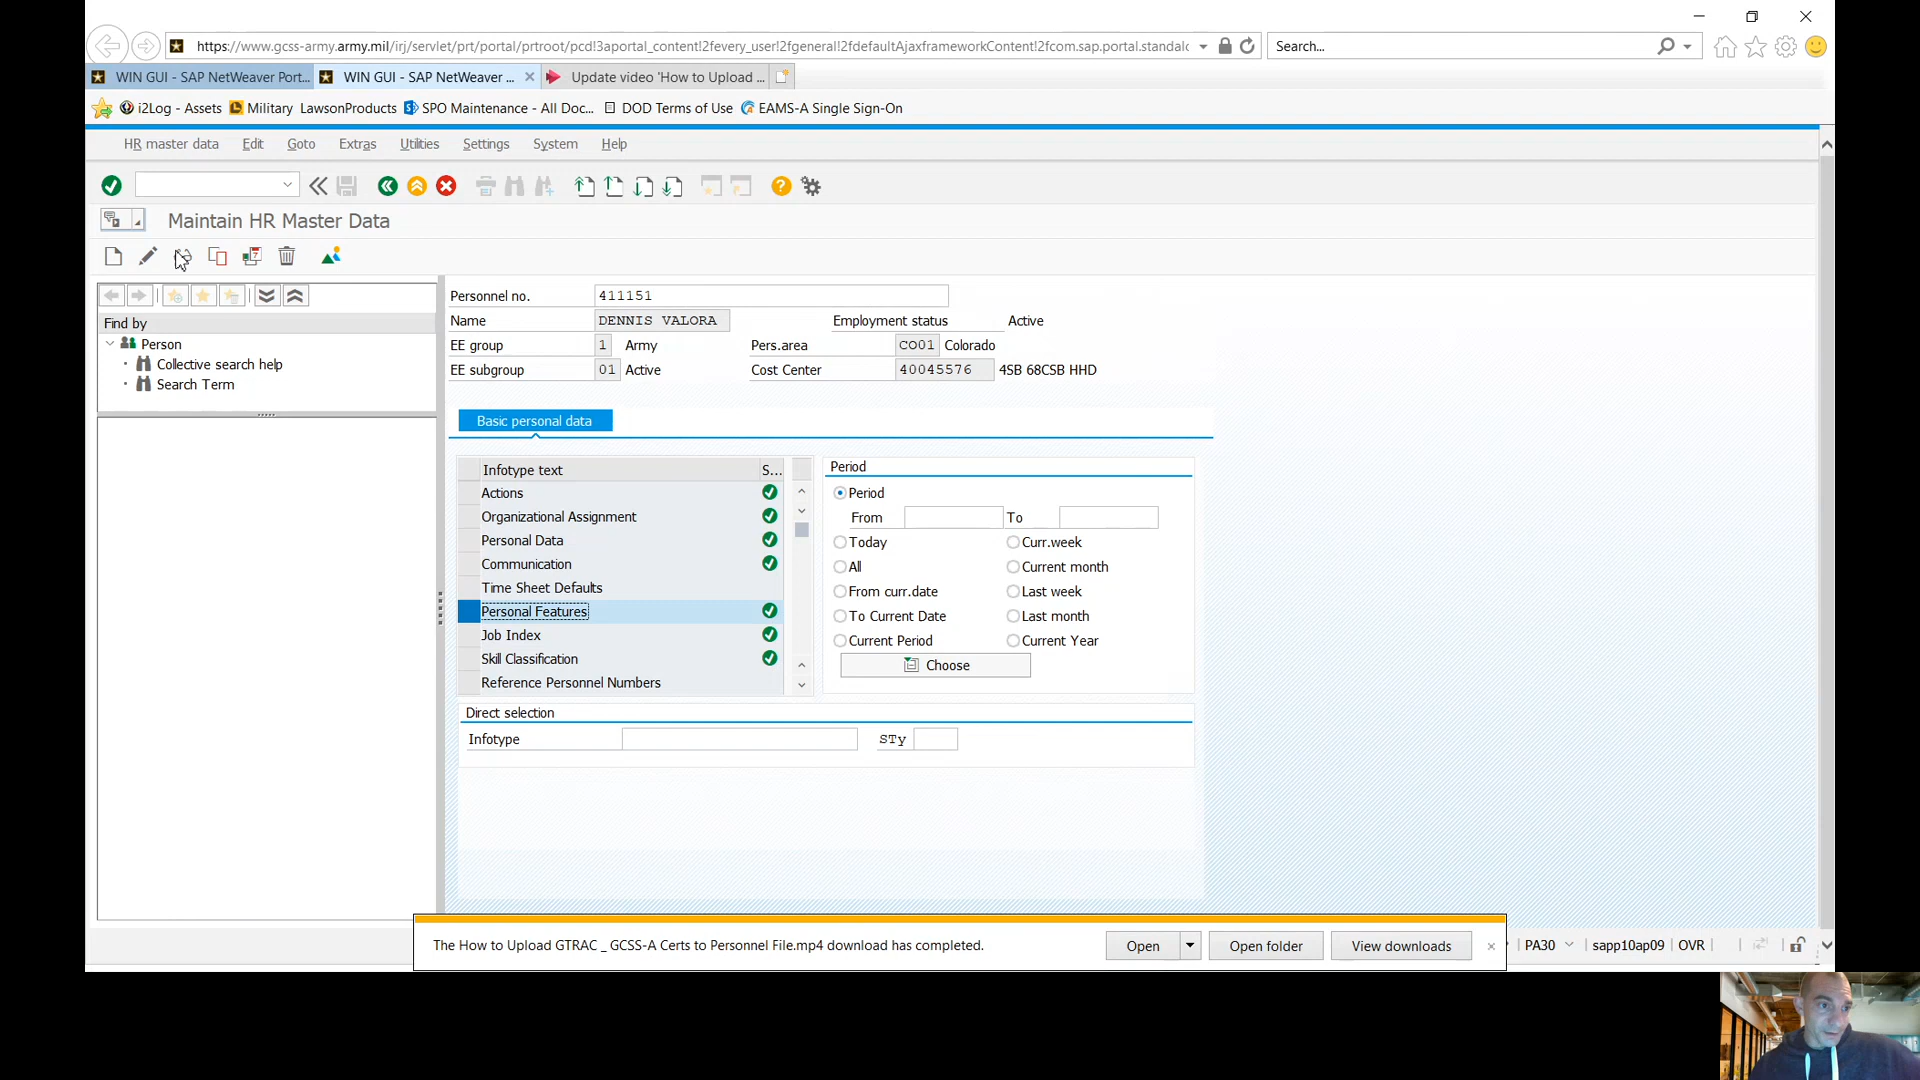 https://www.gcss-army.army.mil/irj/servlet/prt/portal/prtroot/pcd!3aportal_content!2fevery_user!2fgeneral!2fdefaultAjaxframeworkContent!2fcom.sap.portal.standalc
Search...
WIN GUI - SAP NetWeaver Port...
WIN GUI - SAP NetWeaver ...
Update video 'How to Upload ...
i2Log - Assets
Military
LawsonProducts
SPO Maintenance - All Doc...
DOD Terms of Use
EAMS-A Single Sign-On
HR master data
Edit
Goto
Extras
Utilities
Settings
System
Help
Maintain HR Master Data
Find by
Person
Collective search help
Search Term
Personnel no. 411151
Name DENNIS VALORA Employment status Active
EE group 1 Army Pers.area CO01 Colorado
EE subgroup 01 Active Cost Center 40045576 4SB 68CSB HHD
Basic personal data
Infotype text S...
Actions
Organizational Assignment
Personal Data
Communication
Time Sheet Defaults
Personal Features
Job Index
Skill Classification
Reference Personnel Numbers
Period
Period
From To
Today Curr.week
All Current month
From curr.date Last week
To Current Date Last month
Current Period Current Year
Choose
Direct selection
Infotype STy
The How to Upload GTRAC _ GCSS-A Certs to Personnel File.mp4 download has completed.
Open
Open folder
View downloads
PA30
sapp10ap09
OVR